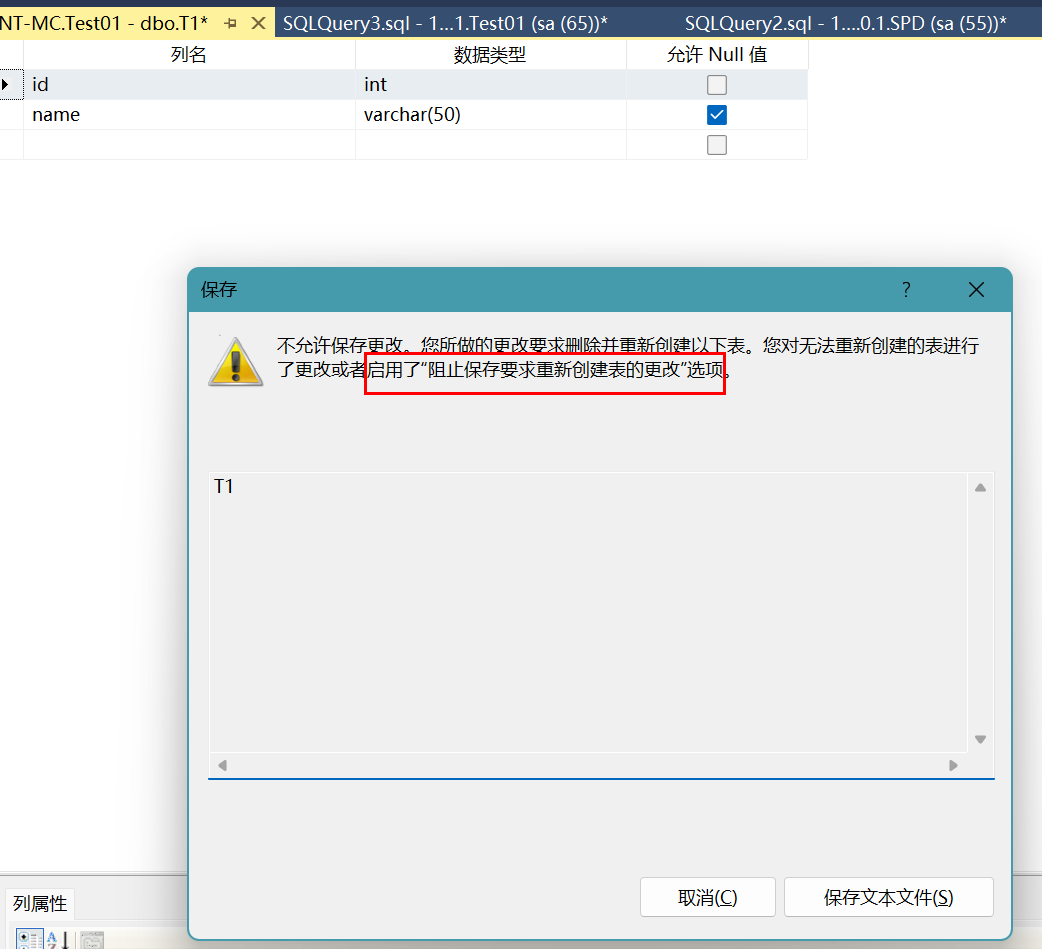 NT-MC.Test01 - dbo.T1* SQLQuery3.sql - 1...1.Test01 (sa (65))* SQLQuery2.sql - 1....0.1.SPD (sa (55))*
列名 数据类型 允许 Null 值
id int
name varchar(50)
保存 ?
不允许保存更改。您所做的更改要求删除并重新创建以下表。您对无法重新创建的表进行
了更改或者启用了“阻止保存要求重新创建表的更改”选项。
T1
取消(C) 保存文本文件(S)
列属性